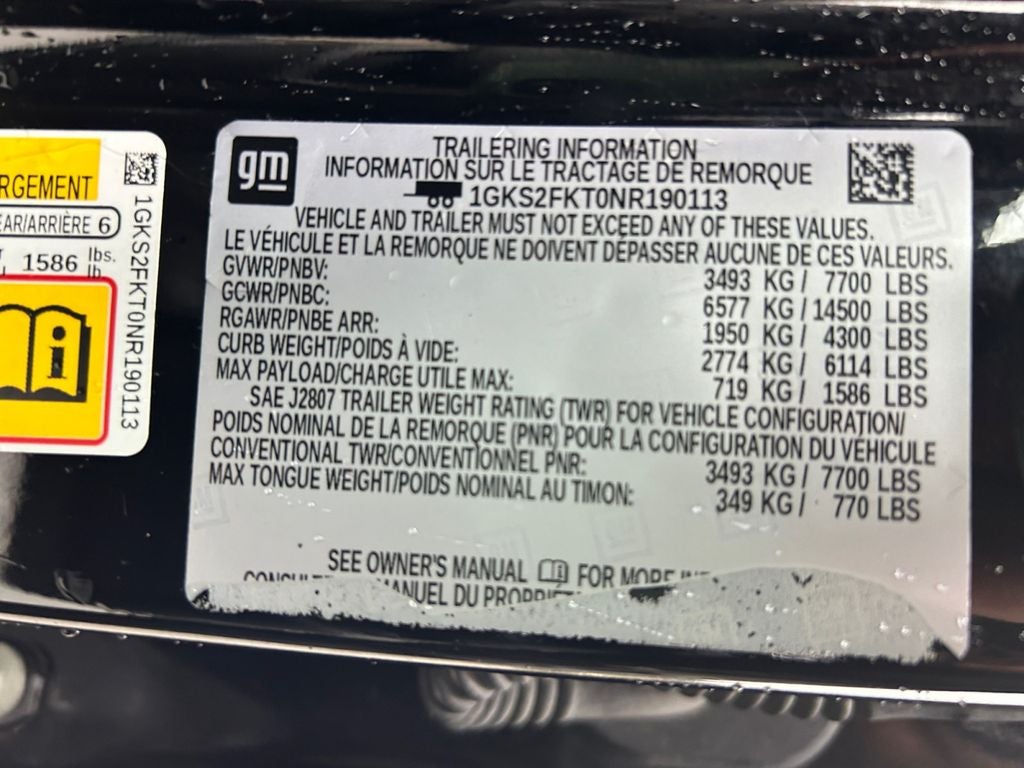 RGEMENT
EAR/ARRIÈRE 6
1586 lbs.
lb
1GKS2FKT0NR190113
gm
TRAILERING INFORMATION
INFORMATION SUR LE TRACTAGE DE REMORQUE
1GKS2FKT0NR190113
VEHICLE AND TRAILER MUST NOT EXCEED ANY OF THESE VALUES.
LE VÉHICULE ET LA REMORQUE NE DOIVENT DÉPASSER AUCUNE DE CES VALEURS.
GVWR/PNBV: 3493 KG / 7700 LBS
GCWR/PNBC: 6577 KG / 14500 LBS
RGAWR/PNBE ARR: 1950 KG / 4300 LBS
CURB WEIGHT/POIDS À VIDE: 2774 KG / 6114 LBS
MAX PAYLOAD/CHARGE UTILE MAX: 719 KG / 1586 LBS
SAE J2807 TRAILER WEIGHT RATING (TWR) FOR VEHICLE CONFIGURATION/
POIDS NOMINAL DE LA REMORQUE (PNR) POUR LA CONFIGURATION DU VÉHICULE
CONVENTIONAL TWR/CONVENTIONNEL PNR: 3493 KG / 7700 LBS
MAX TONGUE WEIGHT/POIDS NOMINAL AU TIMON: 349 KG / 770 LBS
SEE OWNER'S MANUAL FOR MORE
MANUEL DU